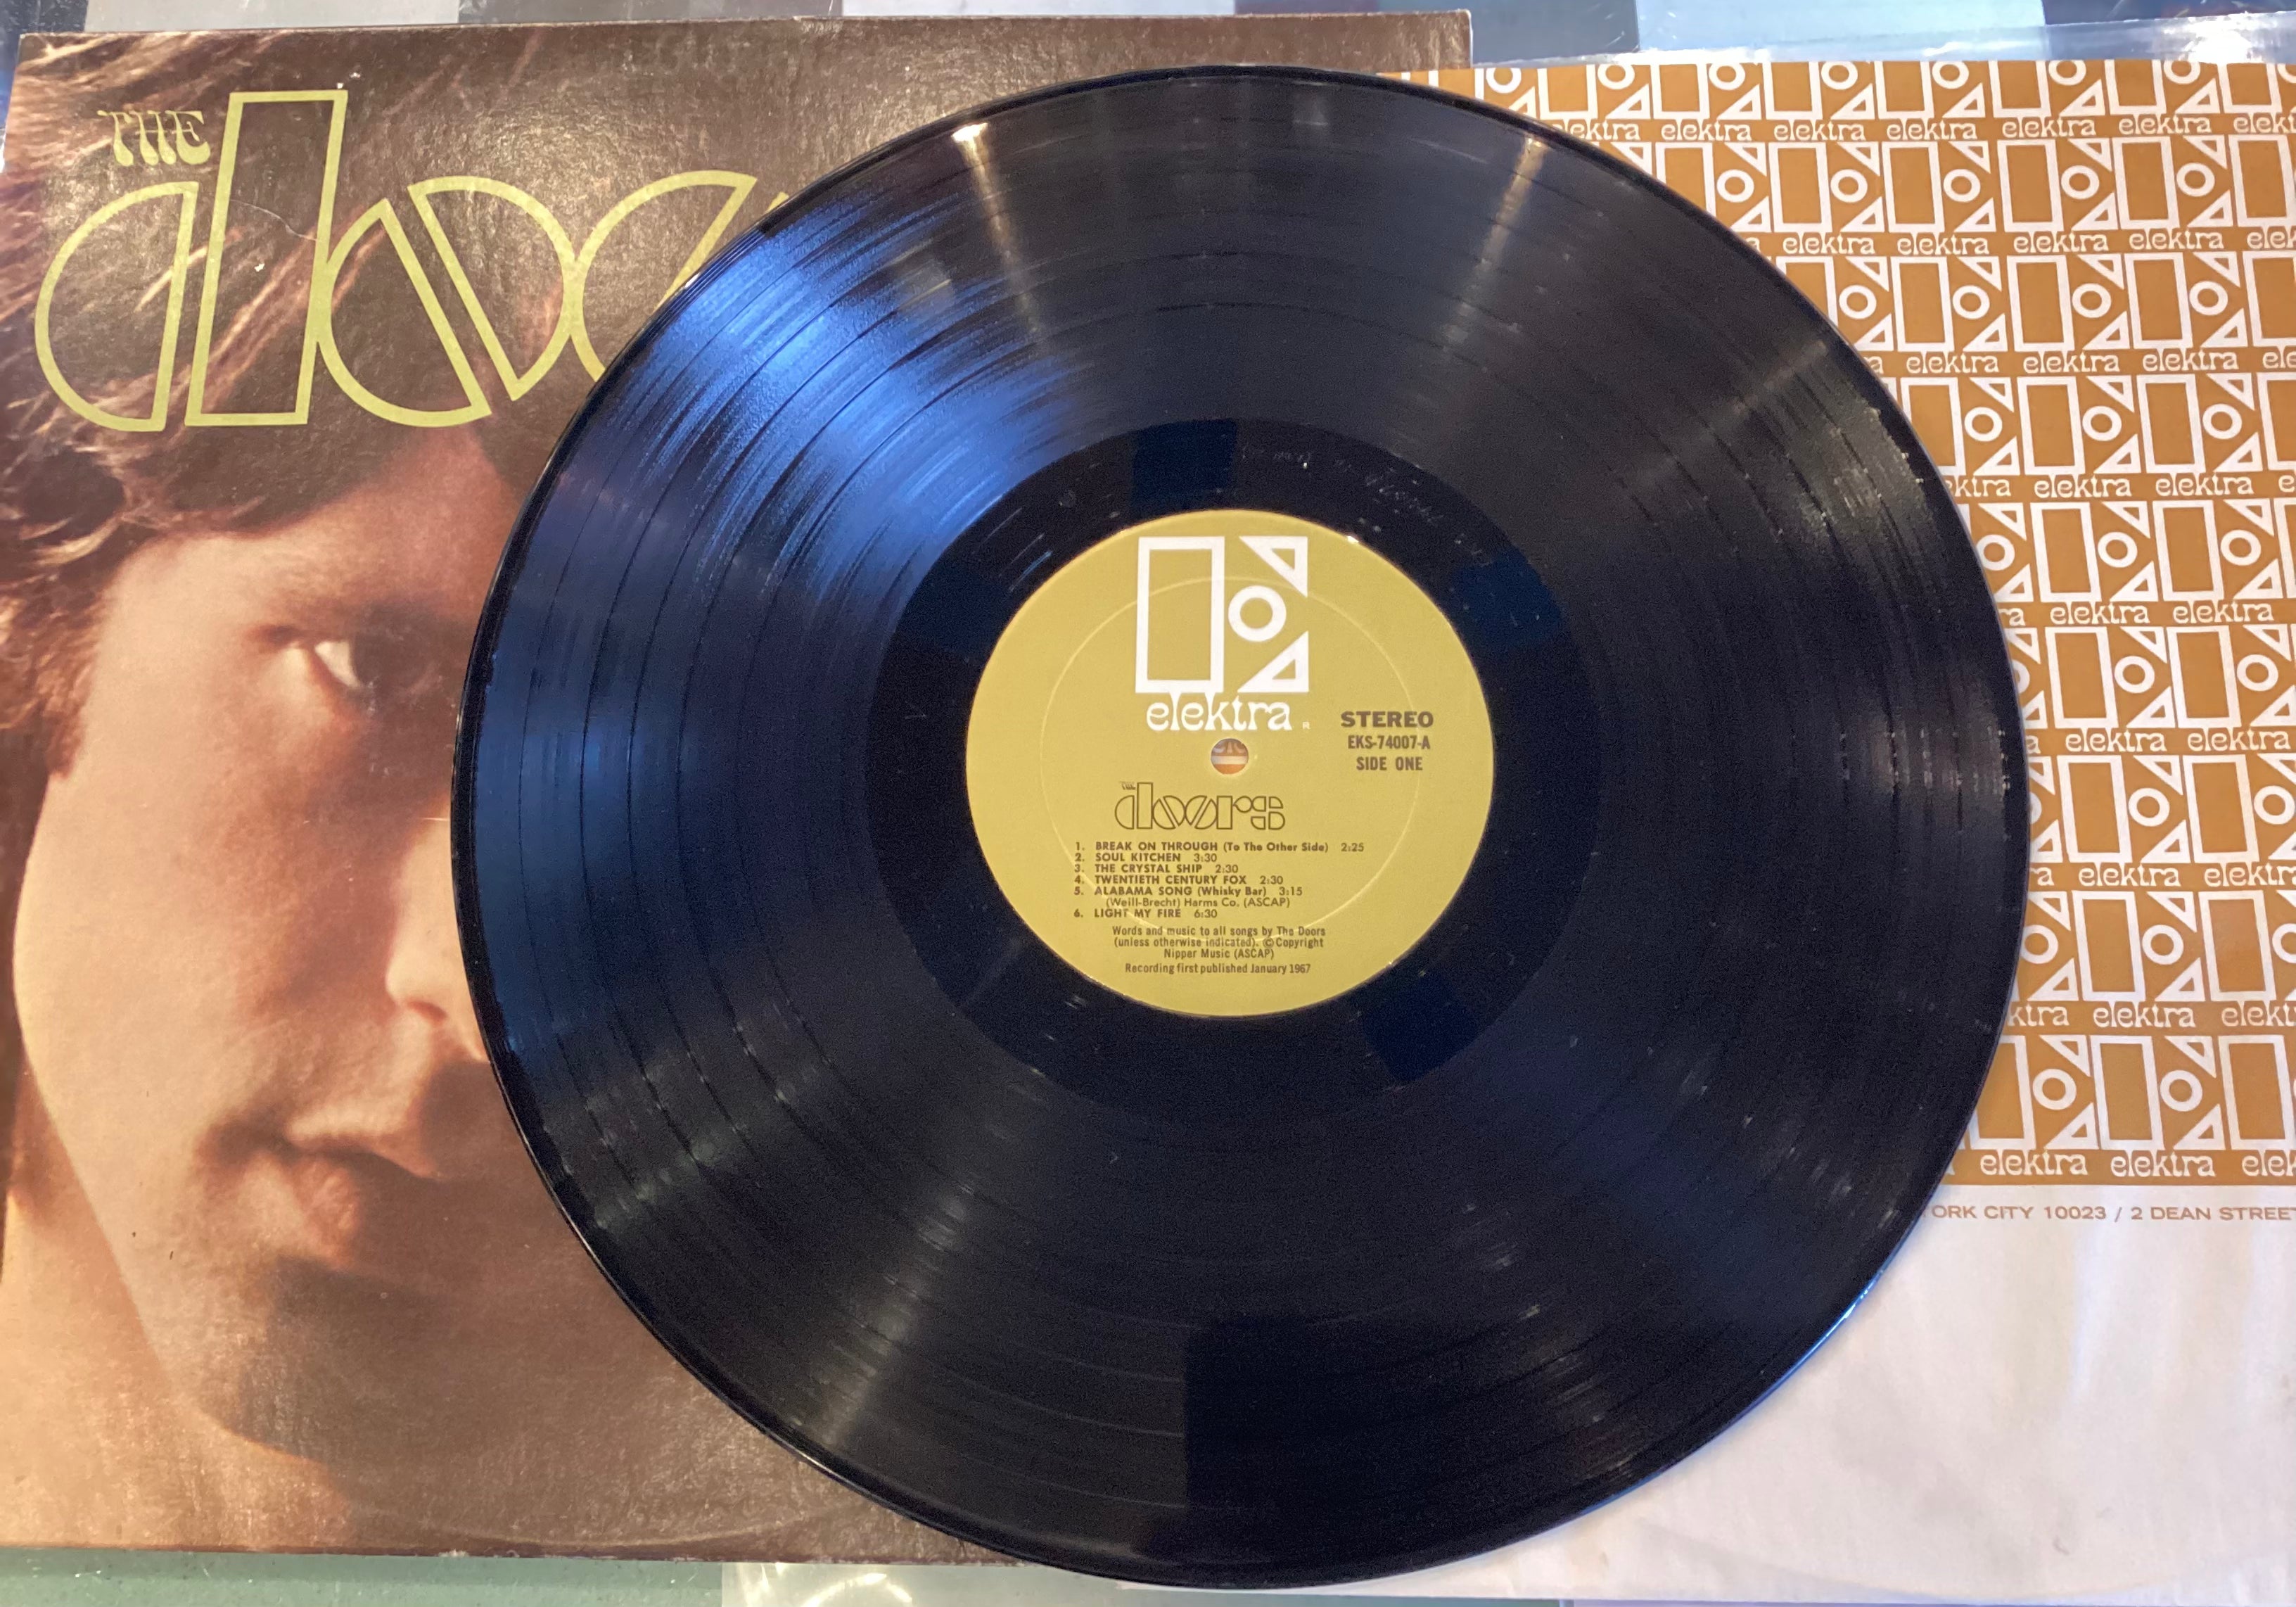 THE
doo
elektra
STEREO
EKS-74007-A
SIDE ONE
THE
doors
1. BREAK ON THROUGH (To The Other Side) 2:25
2. SOUL KITCHEN 3:30
3. THE CRYSTAL SHIP 2:30
4. TWENTIETH CENTURY FOX 2:30
5. ALABAMA SONG (Whisky Bar) 3:15
(Weill-Brecht) Harms Co. (ASCAP)
6. LIGHT MY FIRE 6:30
Words and music to all songs by The Doors
(unless otherwise indicated). © Copyright
Nipper Music (ASCAP)
Recording first published January 1967
elektra elektra elektra elektra elektra elektra
elektra elektra elektra elektra
elektra elektra elektra
elektra elektra
elektra elektra
elektra elektra
elektra
elektra
elektra elektra
ORK CITY 10023 / 2 DEAN STREET